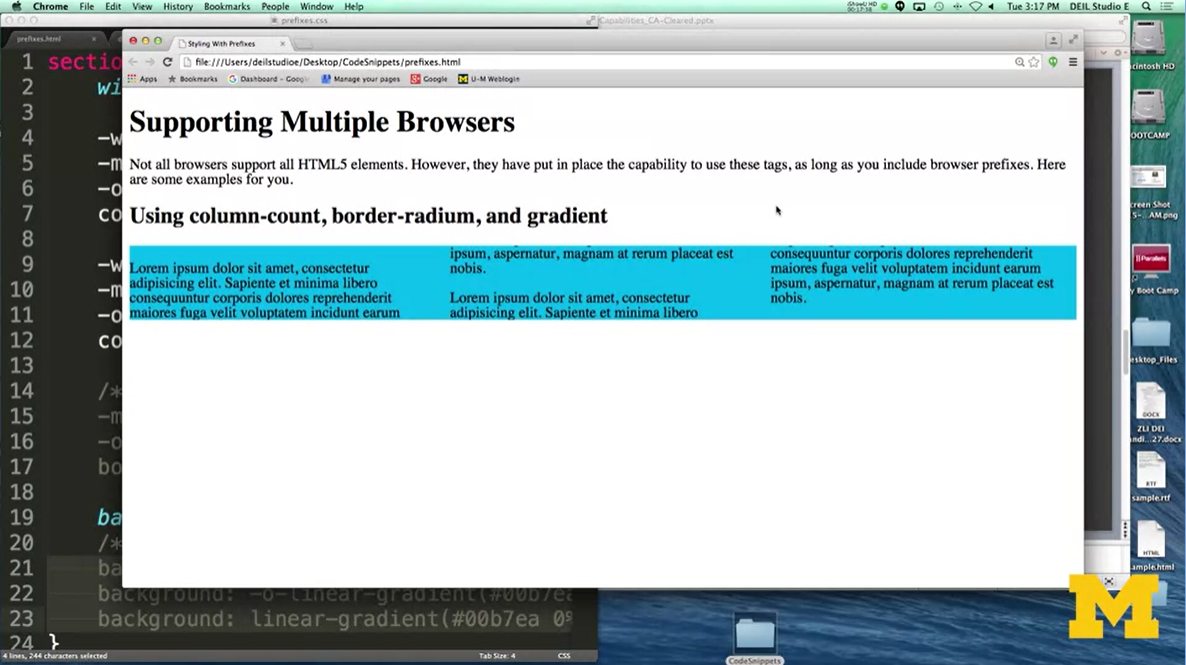 Chrome File Edit View History Bookmarks People Window Help
Tue 3:17 PM DEIL Studio E
prefixes.css
Capabilities_CA-Cleared.pptx
prefixes.html
Styling With Prefixes
file:///Users/deilstudioe/Desktop/CodeSnippets/prefixes.html
Apps Bookmarks Dashboard - Googl Manage your pages Google U-M Weblogin
Supporting Multiple Browsers
Not all browsers support all HTML5 elements. However, they have put in place the capability to use these tags, as long as you include browser prefixes. Here
are some examples for you.
Using column-count, border-radium, and gradient
Lorem ipsum dolor sit amet, consectetur
adipisicing elit. Sapiente et minima libero
consequuntur corporis dolores reprehenderit
maiores fuga velit voluptatem incidunt earum
ipsum, aspernatur, magnam at rerum placeat est
nobis.
Lorem ipsum dolor sit amet, consectetur
adipisicing elit. Sapiente et minima libero
consequuntur corporis dolores reprehenderit
maiores fuga velit voluptatem incidunt earum
ipsum, aspernatur, magnam at rerum placeat est
nobis.
1 sectio
2 wi
3
4 -w
5 -m
6 -o
7 co
8
9 -w
10 -m
11 -o
12 co
13
14 /*
15 -m
16 -o
17 bo
18
19 ba
20 /*
21 ba
22 background: -o-linear-gradient(#00b7ea
23 background: linear-gradient(#00b7ea 0%
24 }
4 lines, 244 characters selected
Tab Size: 4
CSS
acintosh HD
OOTCAMP
creen Shot
5-...AM.png
|| Parallels
y Boot Camp
esktop_Files
DOCX
ZLI DEI
andi...27.docx
RTF
sample.rtf
HTML
ample.html
CodeSnippets
M